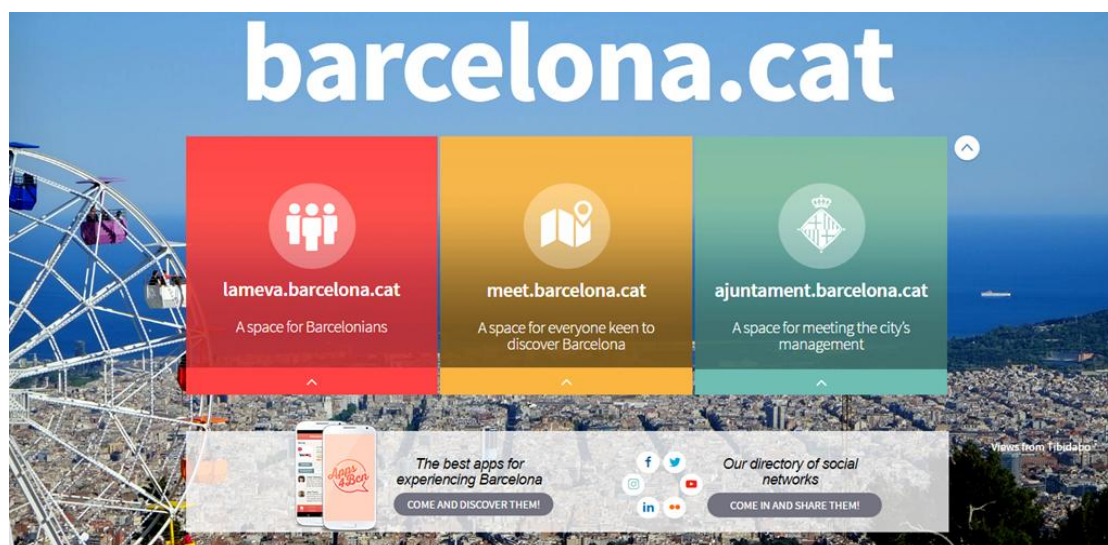 barcelona.cat
lameva.barcelona.cat
A space for Barcelonians
meet.barcelona.cat
A space for everyone keen to
discover Barcelona
ajuntament.barcelona.cat
A space for meeting the city's
management
Views from Tibidabo
Apps
4Bcn
The best apps for
experiencing Barcelona
COME AND DISCOVER THEM!
Our directory of social
networks
COME IN AND SHARE THEM!